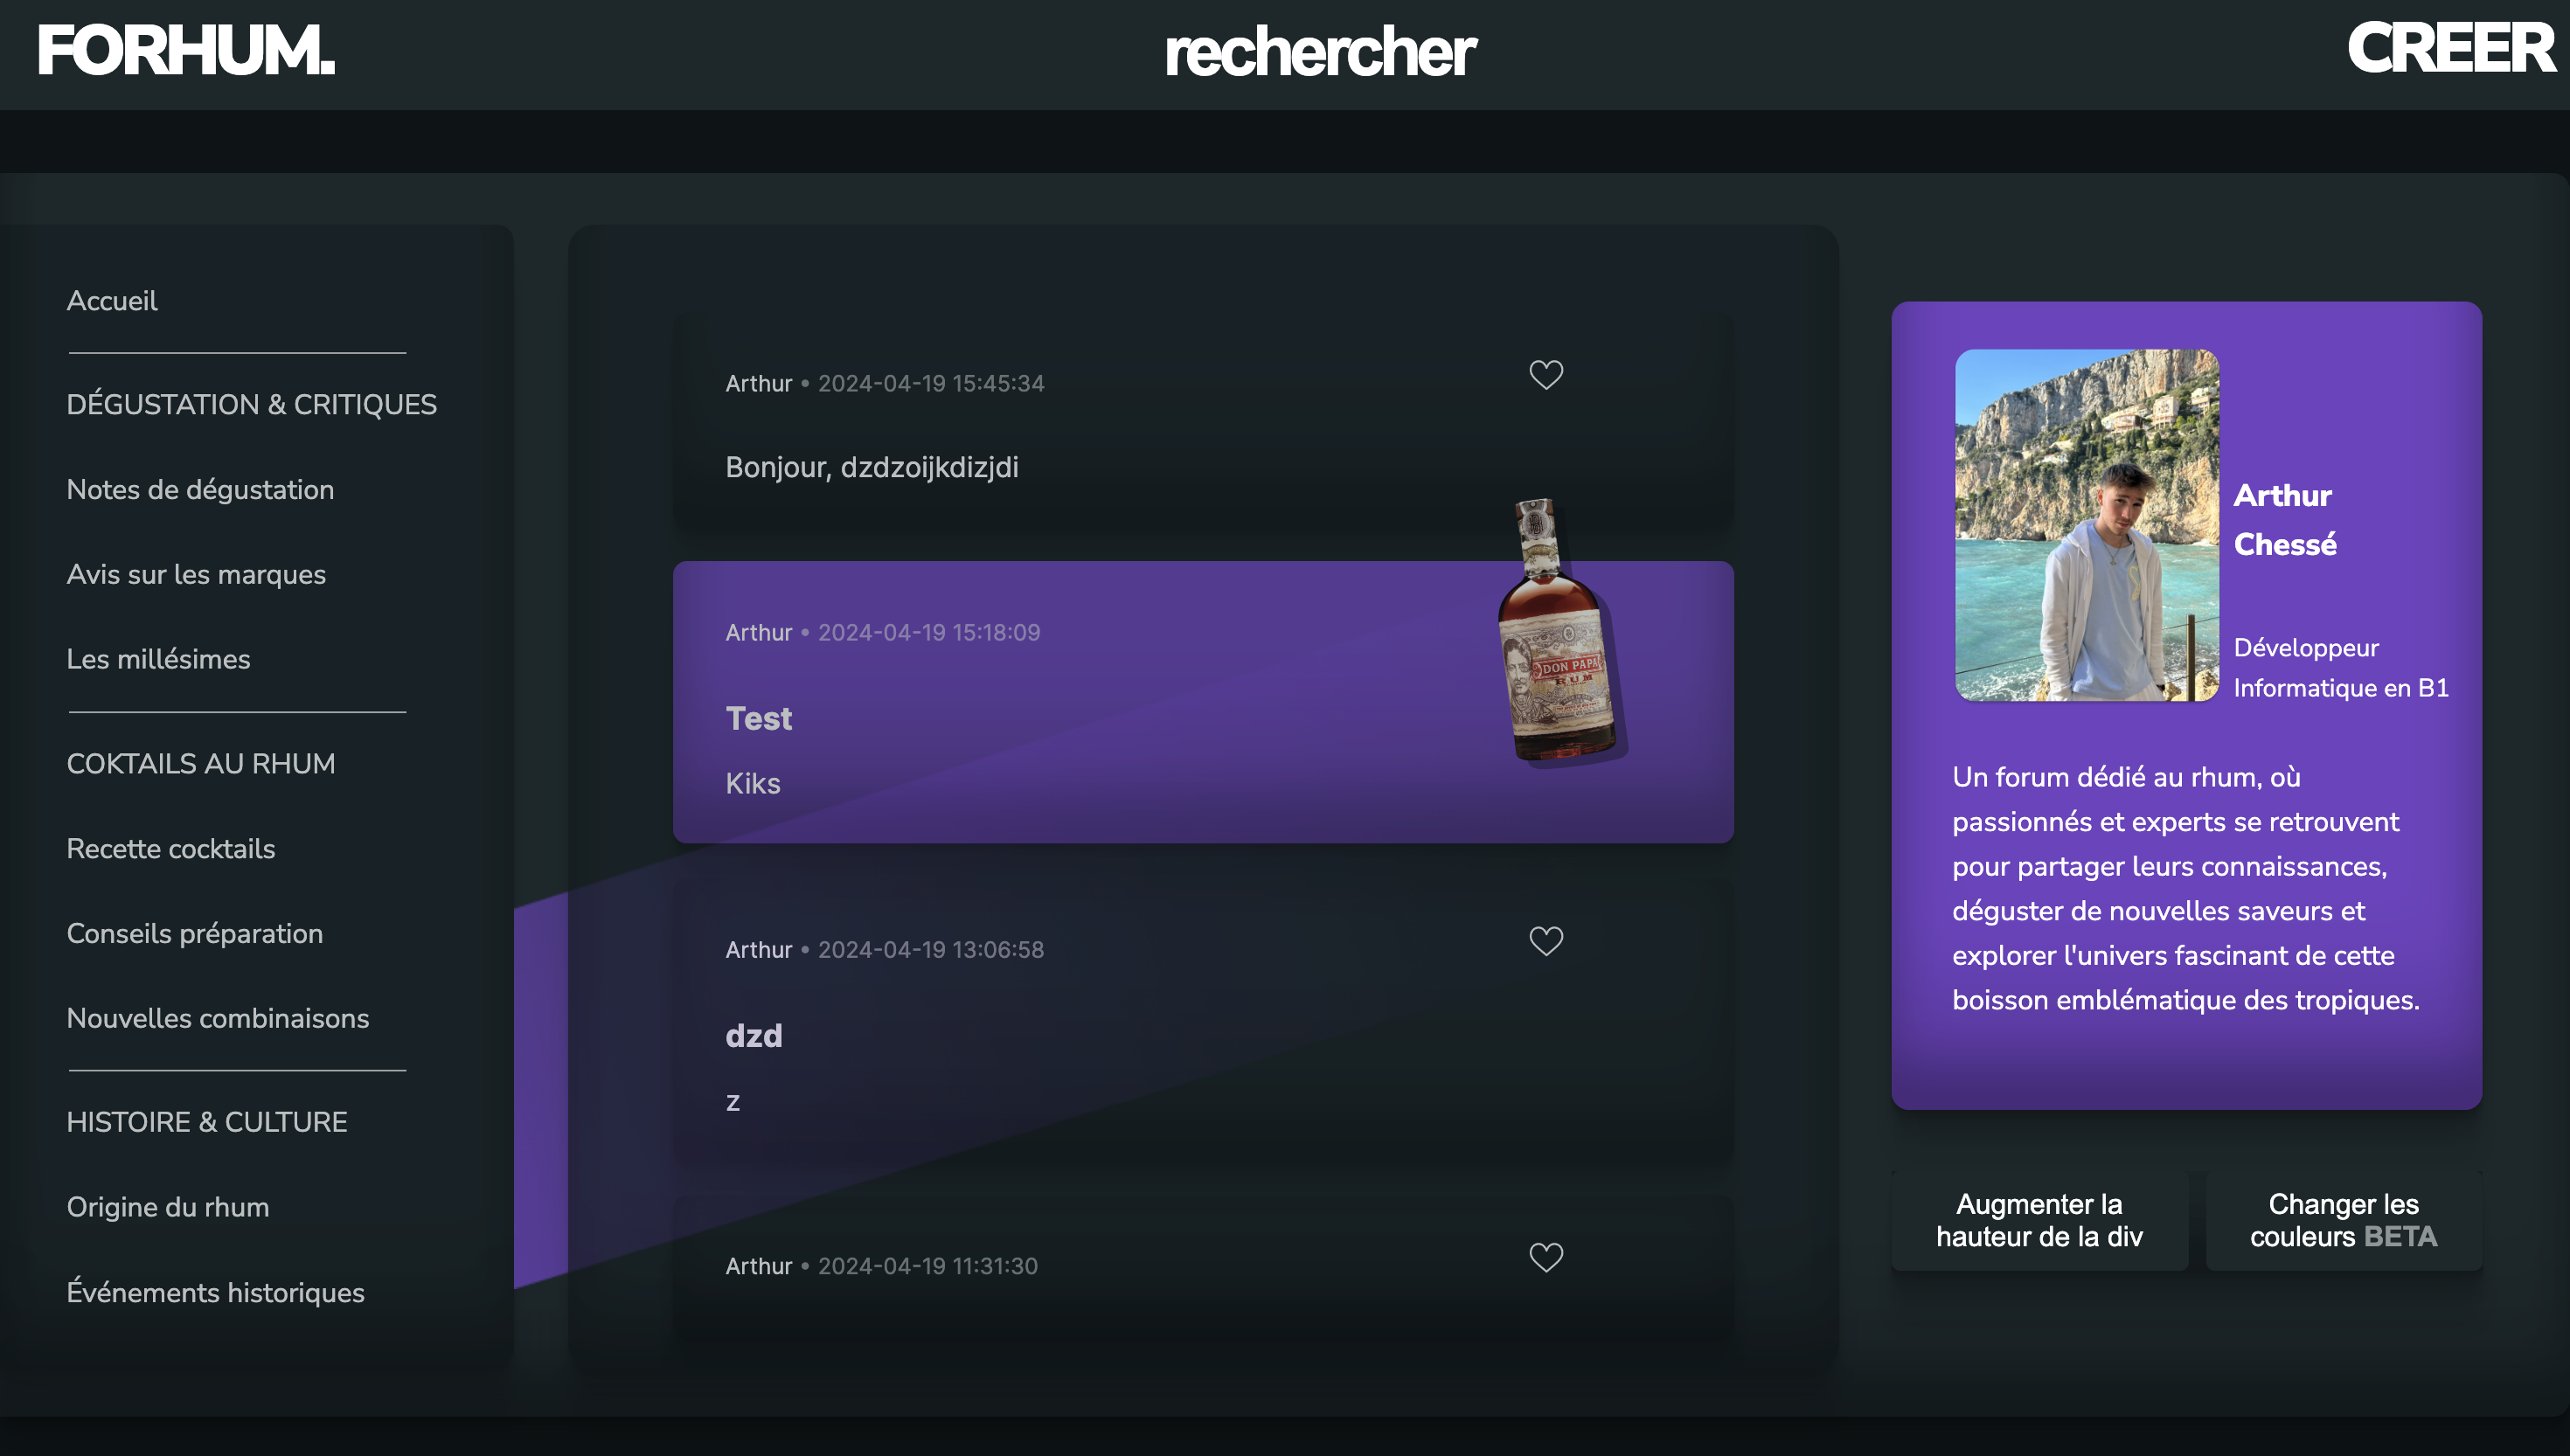 FORHUM.
rechercher
CREER
Accueil
DÉGUSTATION & CRITIQUES
Notes de dégustation
Avis sur les marques
Les millésimes
COKTAILS AU RHUM
Recette cocktails
Conseils préparation
Nouvelles combinaisons
HISTOIRE & CULTURE
Origine du rhum
Événements historiques
Arthur • 2024-04-19 15:45:34
Bonjour, dzdzoijkdizjdi
Arthur • 2024-04-19 15:18:09
Test
Kiks
DON PAPA
RUM
Arthur • 2024-04-19 13:06:58
dzd
z
Arthur • 2024-04-19 11:31:30
Arthur
Chessé
Développeur
Informatique en B1
Un forum dédié au rhum, où
passionnés et experts se retrouvent
pour partager leurs connaissances,
déguster de nouvelles saveurs et
explorer l'univers fascinant de cette
boisson emblématique des tropiques.
Augmenter la
hauteur de la div
Changer les
couleurs BETA